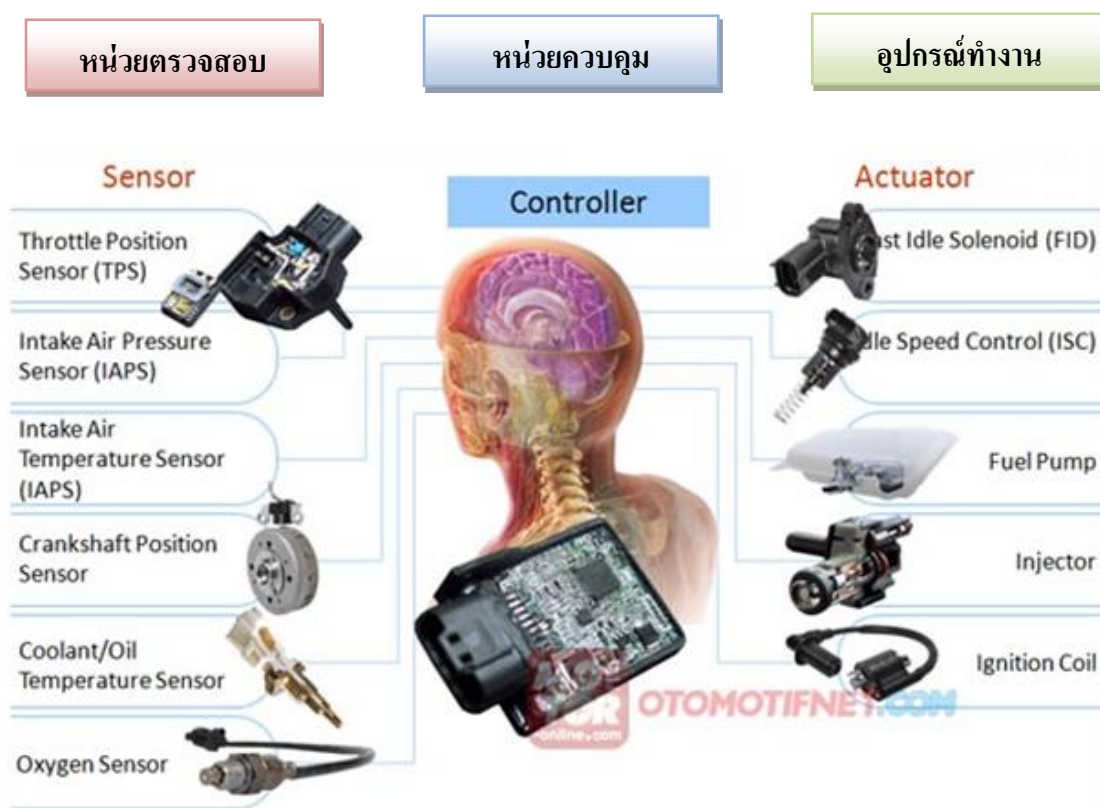 หน่วยตรวจสอบ
หน่วยควบคุม
อุปกรณ์ทำงาน
Sensor
Controller
Actuator
Throttle Position
Sensor (TPS)
Intake Air Pressure
Sensor (IAPS)
Intake Air
Temperature Sensor
(IAPS)
Crankshaft Position
Sensor
Coolant/Oil
Temperature Sensor
Oxygen Sensor
ast Idle Solenoid (FID)
dle Speed Control (ISC)
Fuel Pump
Injector
Ignition Coil
OTOMOTIFNET.COM
-online.com